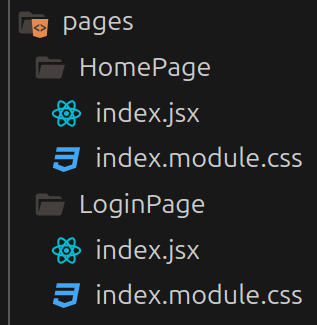 pages
HomePage
index.jsx
index.module.css
LoginPage
index.jsx
index.module.css